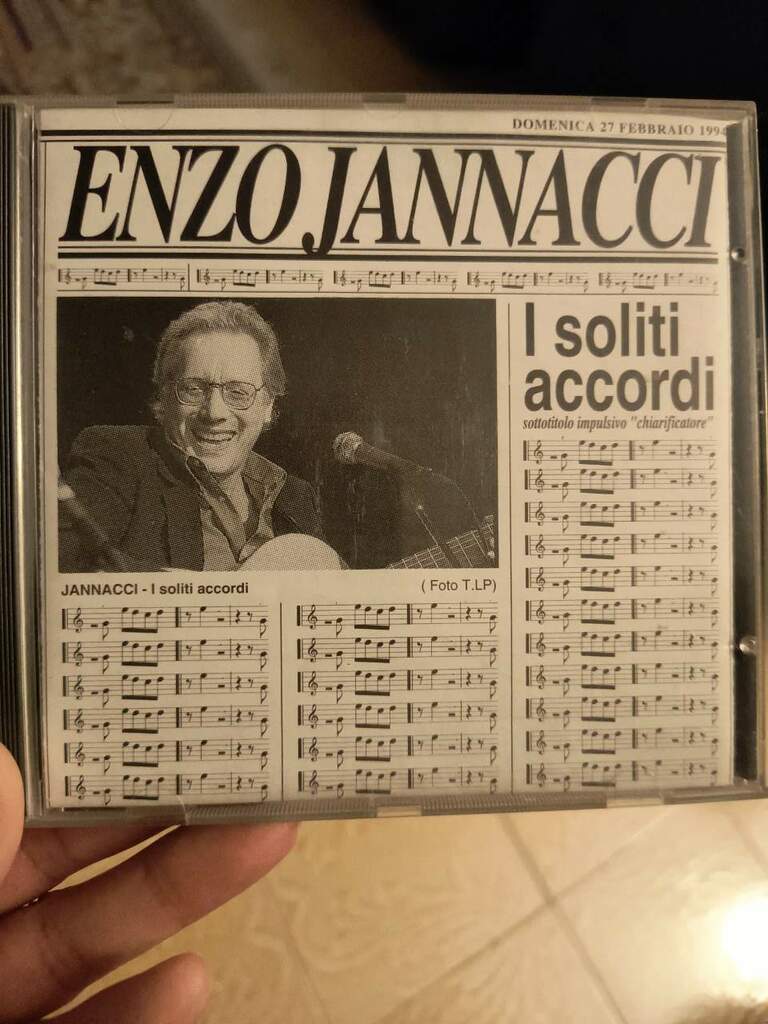 DOMENICA 27 FEBBRAIO 1994
ENZO JANNACCI
I soliti
accordi
sottotitolo impulsivo "chiarificatore"
JANNACCI - I soliti accordi
( Foto T.LP)